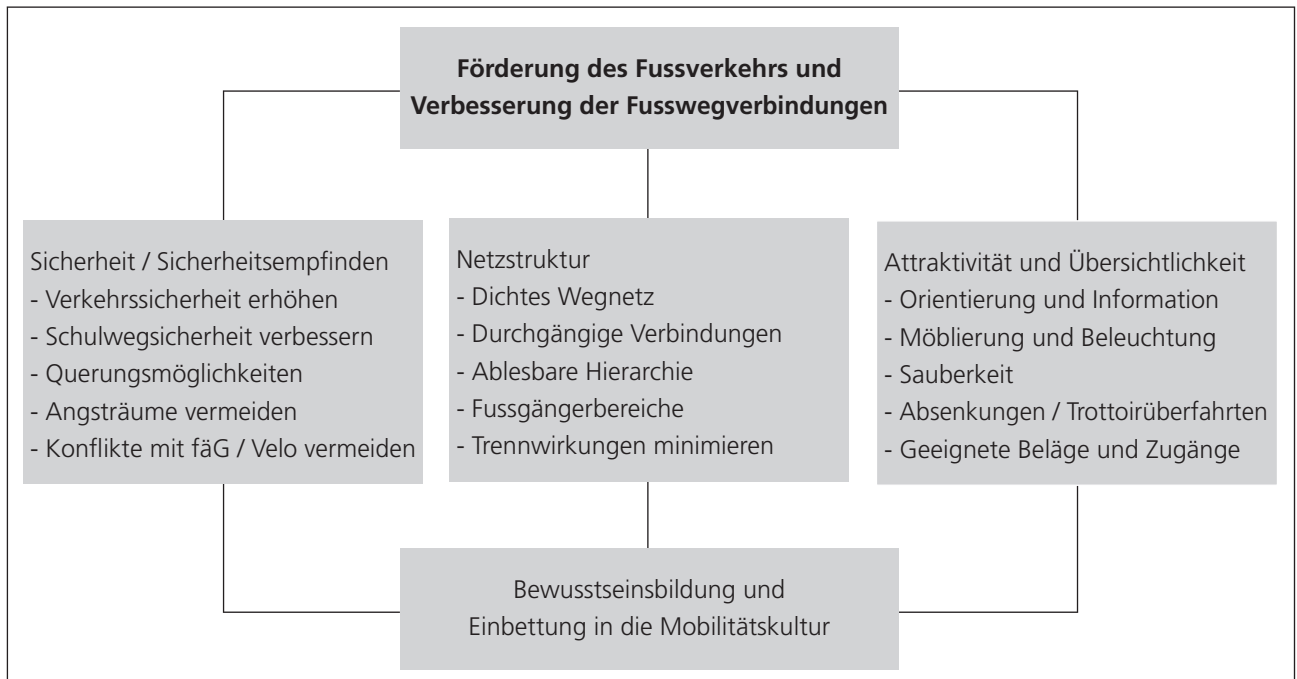 Förderung des Fussverkehrs und
Verbesserung der Fusswegverbindungen
Sicherheit / Sicherheitsempfinden
- Verkehrssicherheit erhöhen
- Schulwegsicherheit verbessern
- Querungsmöglichkeiten
- Angsträume vermeiden
- Konflikte mit fäG / Velo vermeiden
Netzstruktur
- Dichtes Wegnetz
- Durchgängige Verbindungen
- Ablesbare Hierarchie
- Fussgängerbereiche
- Trennwirkungen minimieren
Attraktivität und Übersichtlichkeit
- Orientierung und Information
- Möblierung und Beleuchtung
- Sauberkeit
- Absenkungen / Trottoirüberfahrten
- Geeignete Beläge und Zugänge
Bewusstseinsbildung und
Einbettung in die Mobilitätskultur